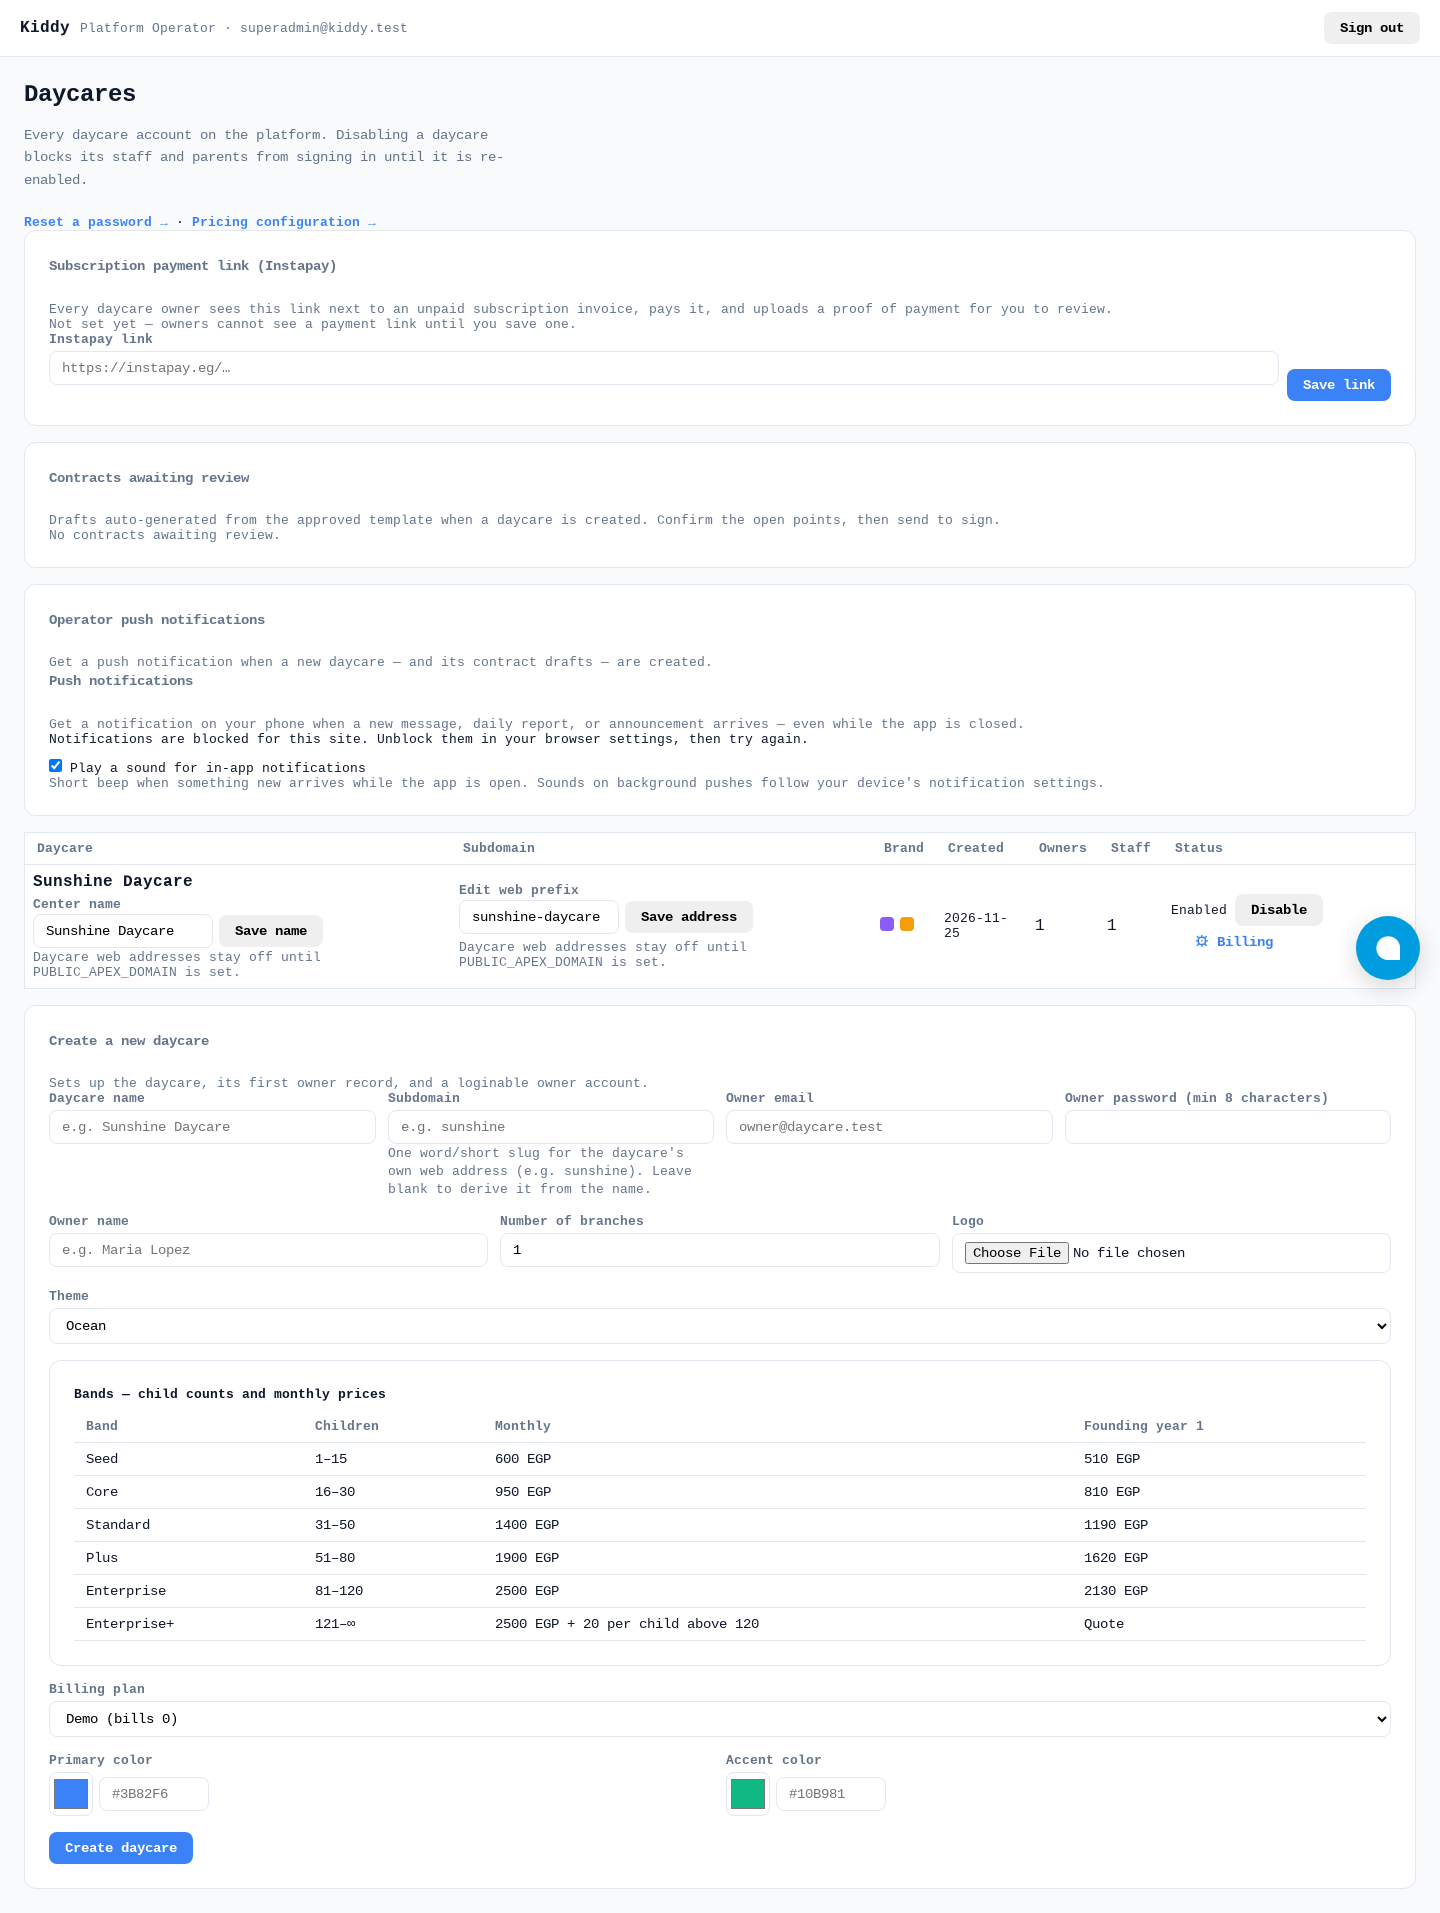 Kiddy Platform Operator · superadmin@kiddy.test
Sign out
Daycares
Every daycare account on the platform. Disabling a daycare
blocks its staff and parents from signing in until it is re-
enabled.
Reset a password → · Pricing configuration →
Subscription payment link (Instapay)
Every daycare owner sees this link next to an unpaid subscription invoice, pays it, and uploads a proof of payment for you to review.
Not set yet — owners cannot see a payment link until you save one.
Instapay link
https://instapay.eg/…
Save link
Contracts awaiting review
Drafts auto-generated from the approved template when a daycare is created. Confirm the open points, then send to sign.
No contracts awaiting review.
Operator push notifications
Get a push notification when a new daycare — and its contract drafts — are created.
Push notifications
Get a notification on your phone when a new message, daily report, or announcement arrives — even while the app is closed.
Notifications are blocked for this site. Unblock them in your browser settings, then try again.
Play a sound for in-app notifications
Short beep when something new arrives while the app is open. Sounds on background pushes follow your device's notification settings.
Daycare Subdomain Brand Created Owners Staff Status
Sunshine Daycare
Center name
Sunshine Daycare Save name
Daycare web addresses stay off until
PUBLIC_APEX_DOMAIN is set.
Edit web prefix
sunshine-daycare Save address
Daycare web addresses stay off until
PUBLIC_APEX_DOMAIN is set.
2026-11-
25
1
1
Enabled Disable
Billing
Create a new daycare
Sets up the daycare, its first owner record, and a loginable owner account.
Daycare name Subdomain Owner email Owner password (min 8 characters)
e.g. Sunshine Daycare e.g. sunshine owner@daycare.test
One word/short slug for the daycare's
own web address (e.g. sunshine). Leave
blank to derive it from the name.
Owner name Number of branches Logo
e.g. Maria Lopez 1 Choose File No file chosen
Theme
Ocean
Bands — child counts and monthly prices
Band Children Monthly Founding year 1
Seed 1–15 600 EGP 510 EGP
Core 16–30 950 EGP 810 EGP
Standard 31–50 1400 EGP 1190 EGP
Plus 51–80 1900 EGP 1620 EGP
Enterprise 81–120 2500 EGP 2130 EGP
Enterprise+ 121–∞ 2500 EGP + 20 per child above 120 Quote
Billing plan
Demo (bills 0)
Primary color Accent color
#3B82F6 #10B981
Create daycare